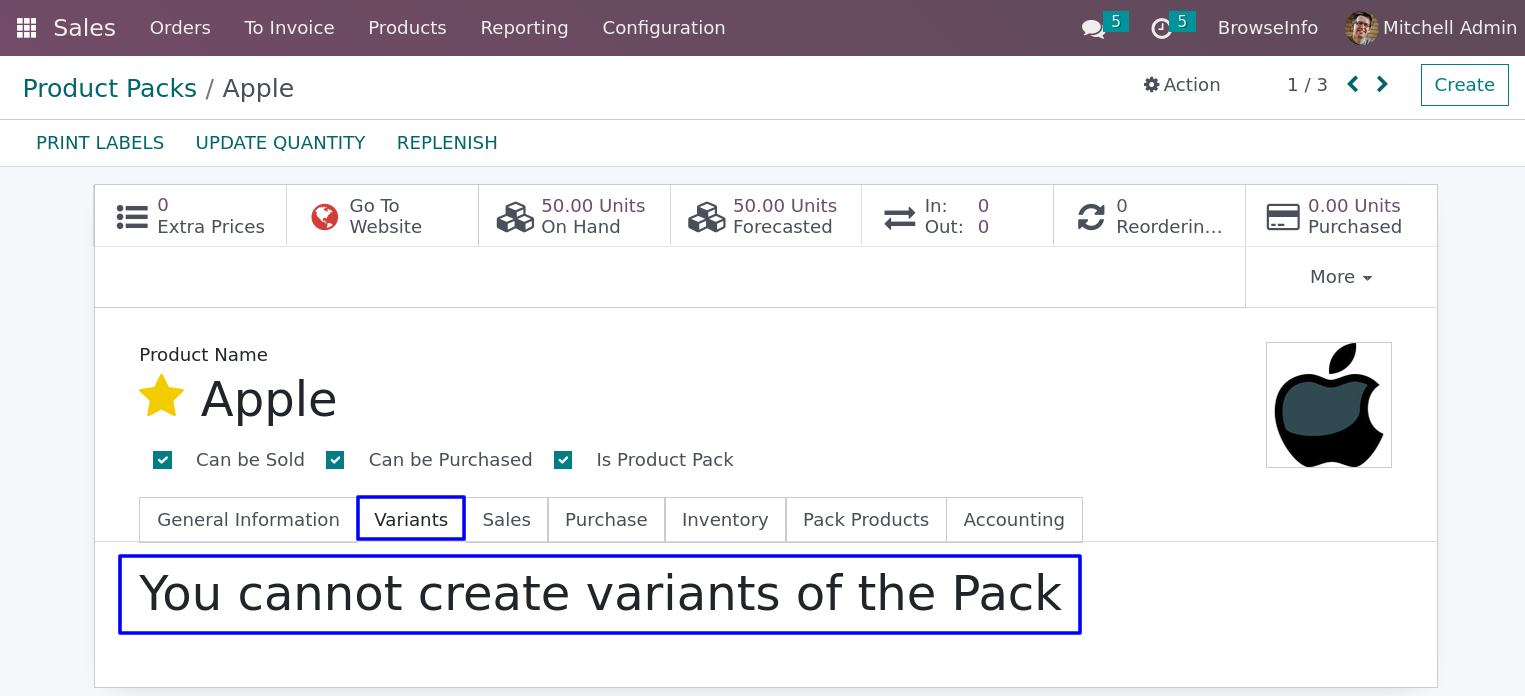 Sales Orders To Invoice Products Reporting Configuration 5 5 BrowseInfo Mitchell Admin
Product Packs / Apple Action 1 / 3 Create
PRINT LABELS UPDATE QUANTITY REPLENISH
0
Extra Prices
Go To
Website
50.00 Units
On Hand
50.00 Units
Forecasted
In: 0
Out: 0
0
Reorderin...
0.00 Units
Purchased
More
Product Name
Apple
Can be Sold Can be Purchased Is Product Pack
General Information Variants Sales Purchase Inventory Pack Products Accounting
You cannot create variants of the Pack